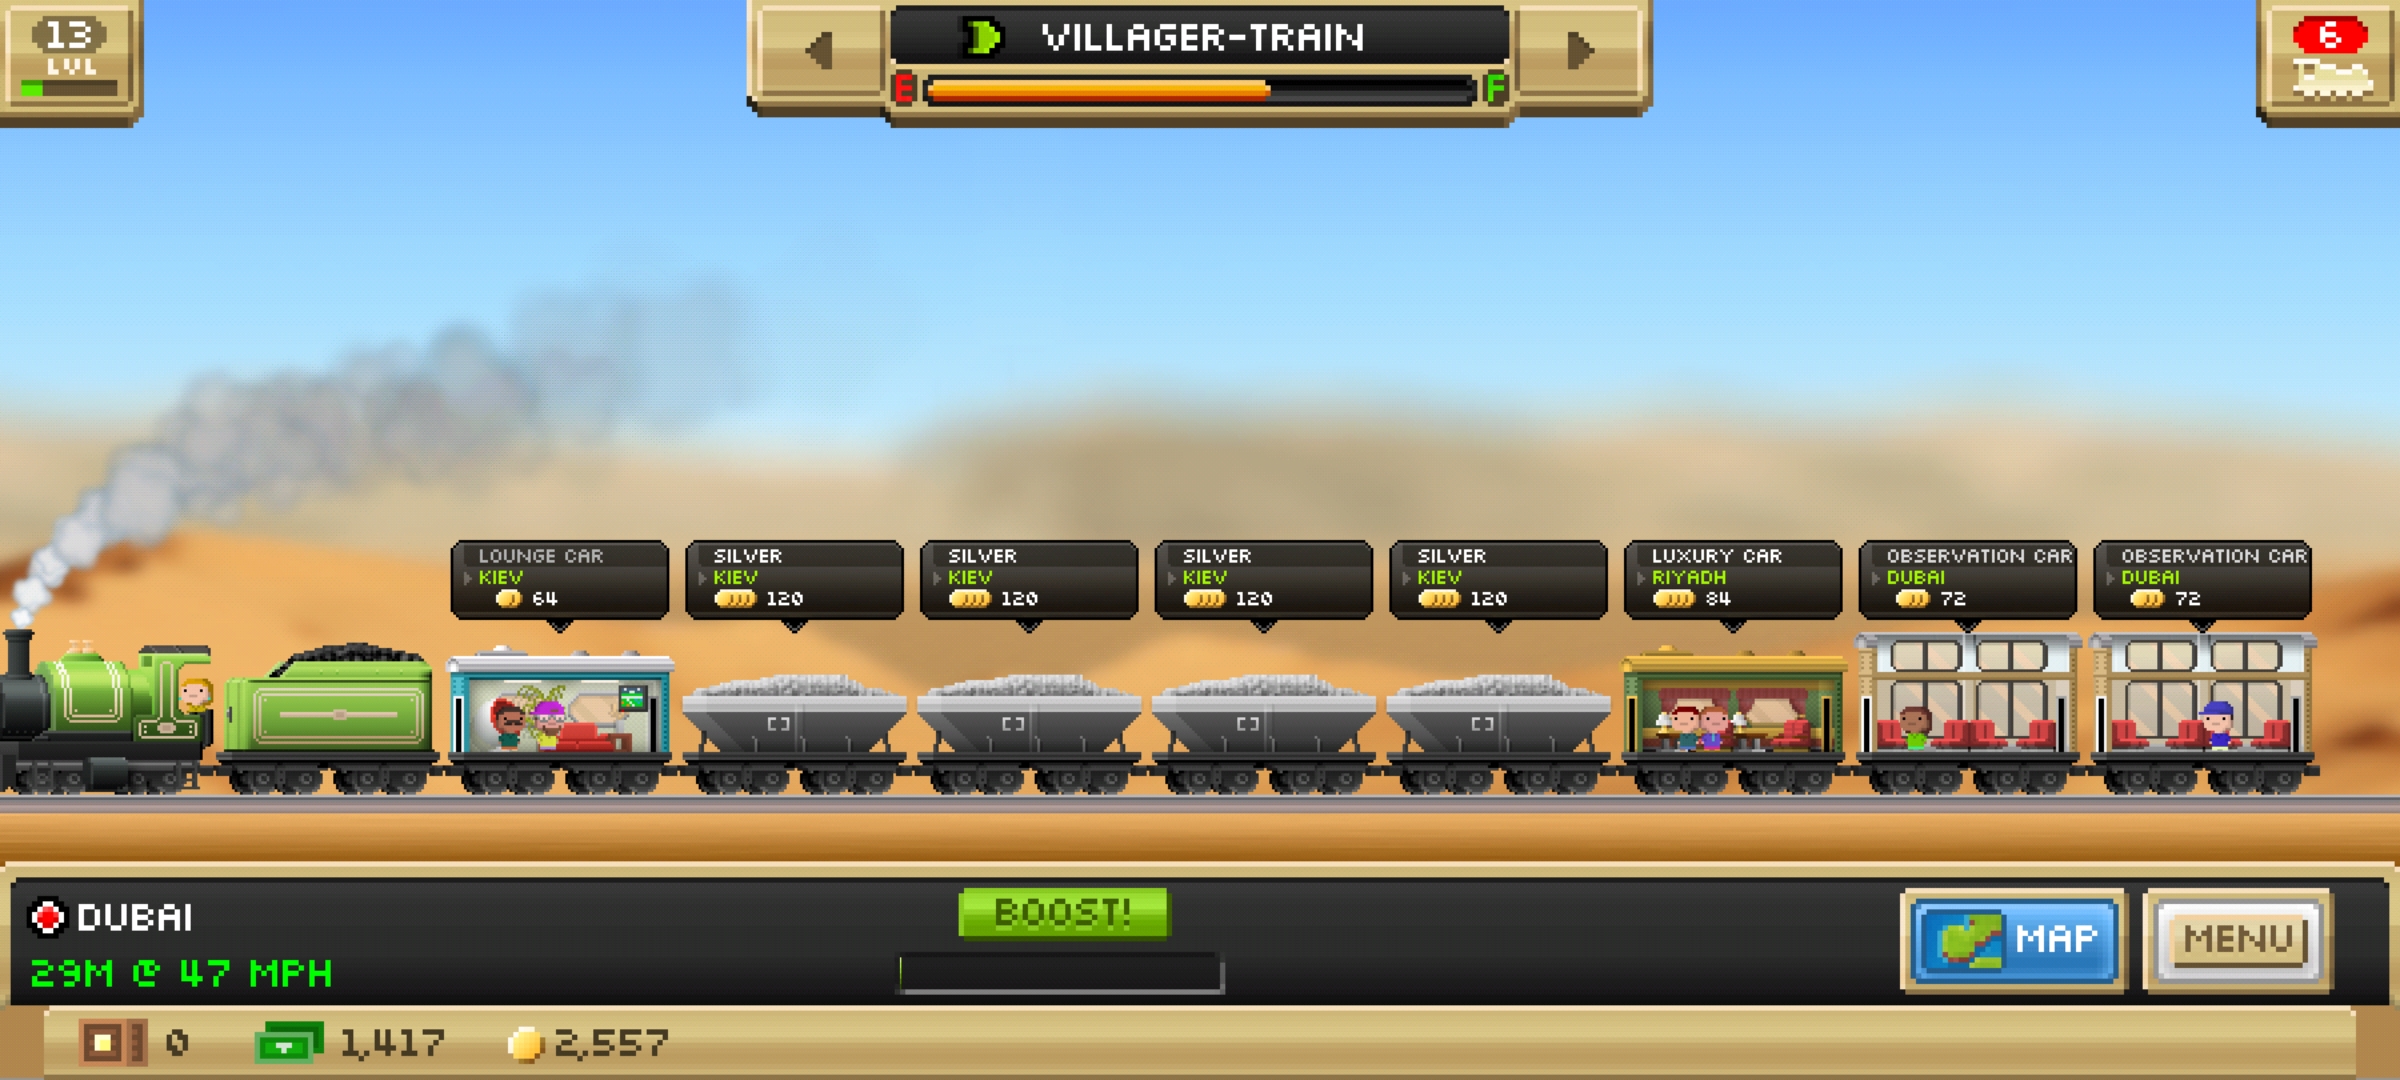 13
LVL
VILLAGER-TRAIN
E F
6
LOUNGE CAR
KIEV
64
SILVER
KIEV
120
SILVER
KIEV
120
SILVER
KIEV
120
SILVER
KIEV
120
LUXURY CAR
RIYADH
84
OBSERVATION CAR
DUBAI
72
OBSERVATION CAR
DUBAI
72
DUBAI
29M @ 47 MPH
BOOST!
MAP
MENU
0 1,417 2,557